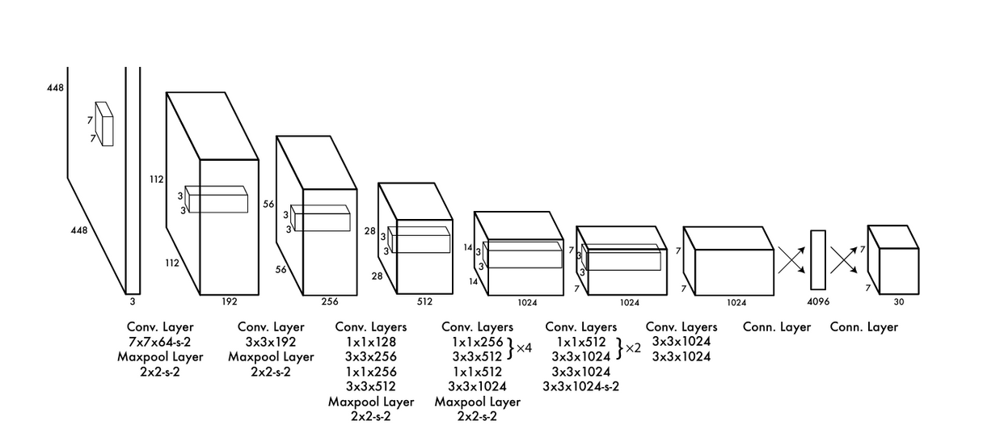 448
7
7
448
3
112
3
3
112
192
56
3
3
56
256
28
3
3
28
512
14
3
3
14
1024
7
3
3
7
1024
7
7
1024
4096
7
7
30
Conv. Layer
7x7x64-s-2
Maxpool Layer
2x2-s-2
Conv. Layer
3x3x192
Maxpool Layer
2x2-s-2
Conv. Layers
1x1x128
3x3x256
1x1x256
3x3x512
Maxpool Layer
2x2-s-2
Conv. Layers
1x1x256
3x3x512
} ×4
1x1x512
3x3x1024
Maxpool Layer
2x2-s-2
Conv. Layers
1x1x512
3x3x1024
} ×2
3x3x1024
3x3x1024-s-2
Conv. Layers
3x3x1024
3x3x1024
Conn. Layer
Conn. Layer